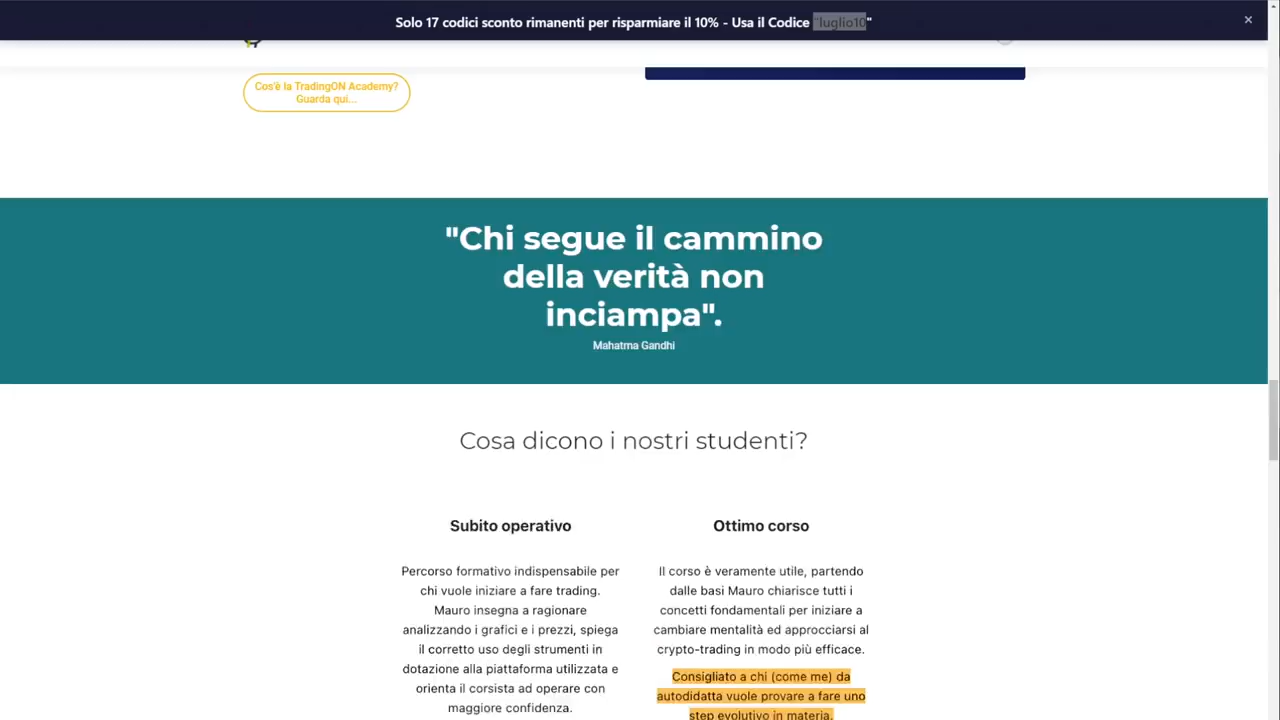 Solo 17 codici sconto rimanenti per risparmiare il 10% - Usa il Codice "luglio10"
×
Cos'è la TradingON Academy?
Guarda qui...
"Chi segue il cammino
della verità non
inciampa".
Mahatma Gandhi
Cosa dicono i nostri studenti?
Subito operativo
Percorso formativo indispensabile per
chi vuole iniziare a fare trading.
Mauro insegna a ragionare
analizzando i grafici e i prezzi, spiega
il corretto uso degli strumenti in
dotazione alla piattaforma utilizzata e
orienta il corsista ad operare con
maggiore confidenza.
Ottimo corso
Il corso è veramente utile, partendo
dalle basi Mauro chiarisce tutti i
concetti fondamentali per iniziare a
cambiare mentalità ed approcciarsi al
crypto-trading in modo più efficace.
Consigliato a chi (come me) da
autodidatta vuole provare a fare uno
step evolutivo in materia.